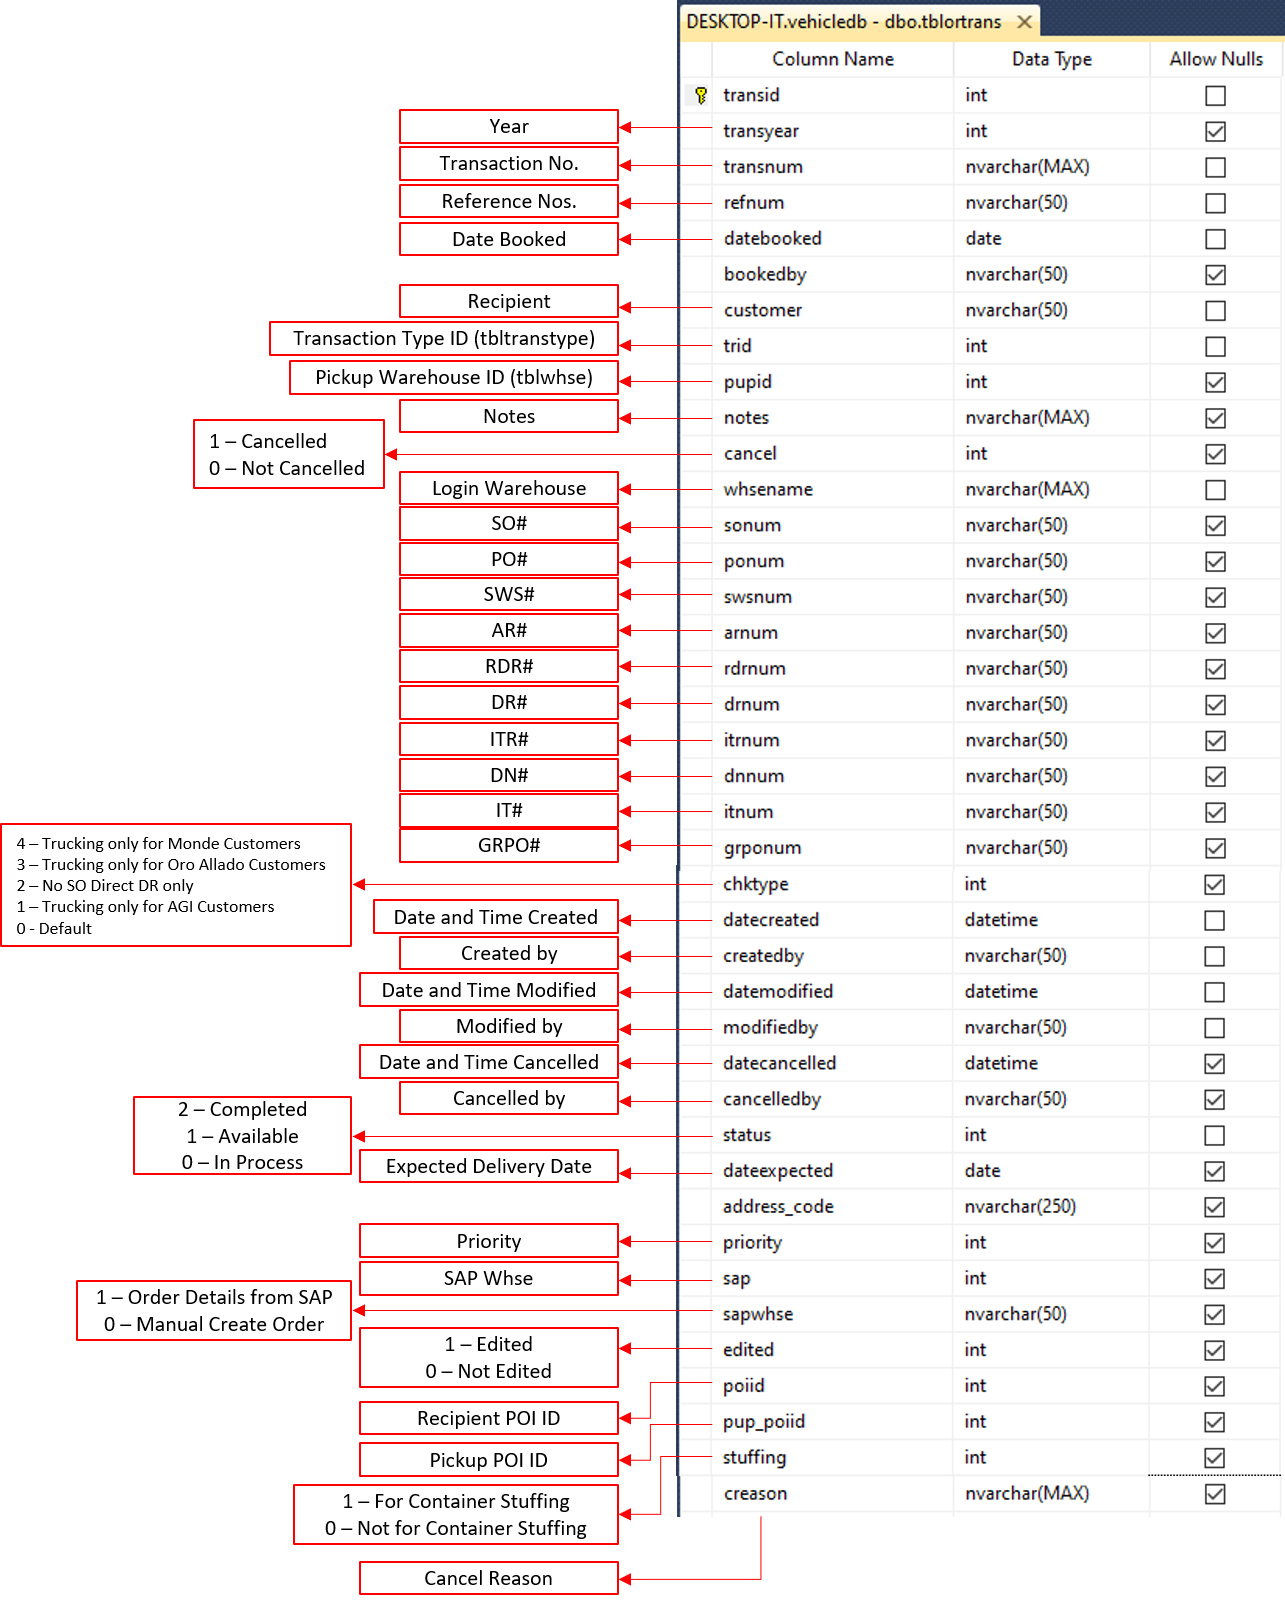 DESKTOP-IT.vehicledb - dbo.tblortrans
Column Name Data Type Allow Nulls
transid int
Year transyear int
Transaction No. transnum nvarchar(MAX)
Reference Nos. refnum nvarchar(50)
Date Booked datebooked date
bookedby nvarchar(50)
Recipient customer nvarchar(50)
Transaction Type ID (tbltranstype) trid int
Pickup Warehouse ID (tblwhse) pupid int
Notes notes nvarchar(MAX)
1 – Cancelled
0 – Not Cancelled
cancel int
Login Warehouse whsename nvarchar(MAX)
SO# sonum nvarchar(50)
PO# ponum nvarchar(50)
SWS# swsnum nvarchar(50)
AR# arnum nvarchar(50)
RDR# rdrnum nvarchar(50)
DR# drnum nvarchar(50)
ITR# itrnum nvarchar(50)
DN# dnnum nvarchar(50)
IT# itnum nvarchar(50)
GRPO# grponum nvarchar(50)
4 – Trucking only for Monde Customers
3 – Trucking only for Oro Allado Customers
2 – No SO Direct DR only
1 – Trucking only for AGI Customers
0 - Default
chktype int
Date and Time Created datecreated datetime
Created by createdby nvarchar(50)
Date and Time Modified datemodified datetime
Modified by modifiedby nvarchar(50)
Date and Time Cancelled datecancelled datetime
Cancelled by cancelledby nvarchar(50)
2 – Completed
1 – Available
0 – In Process
status int
Expected Delivery Date dateexpected date
address_code nvarchar(250)
Priority priority int
SAP Whse sap int
1 – Order Details from SAP
0 – Manual Create Order
sapwhse nvarchar(50)
1 – Edited
0 – Not Edited
edited int
Recipient POI ID poiid int
Pickup POI ID pup_poiid int
1 – For Container Stuffing
0 – Not for Container Stuffing
stuffing int
creason nvarchar(MAX)
Cancel Reason